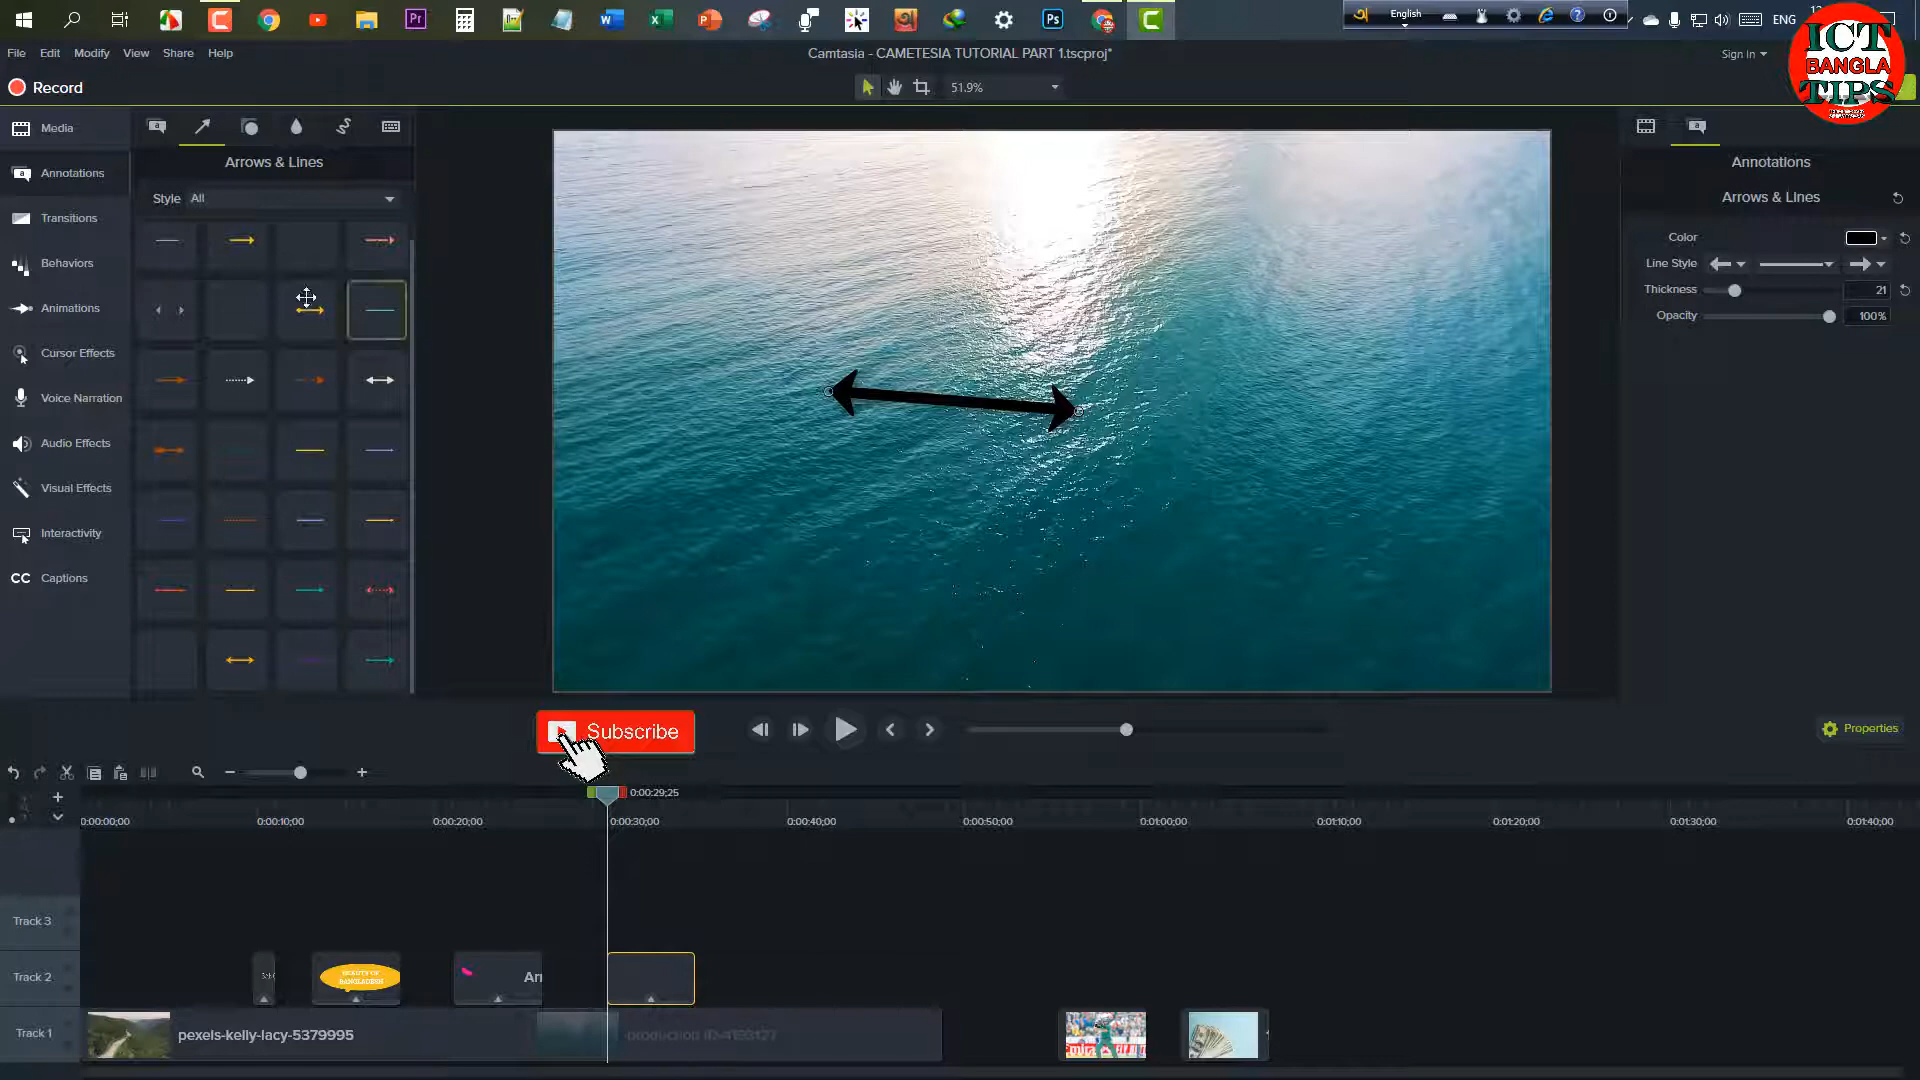 English
ENG
ICT
BANGLA
TIPS
File Edit Modify View Share Help
Camtasia - CAMETESIA TUTORIAL PART 1.tscproj*
Sign In
Record
51.9%
Media
Annotations
Transitions
Behaviors
Animations
Cursor Effects
Voice Narration
Audio Effects
Visual Effects
Interactivity
CC Captions
Arrows & Lines
Style All
Annotations
Arrows & Lines
Color
Line Style
Thickness 21
Opacity 100%
Subscribe
Properties
0:00:29;25
0:00:00;00 0:00:10;00 0:00:20;00 0:00:30;00 0:00:40;00 0:00:50;00 0:01:00;00 0:01:10;00 0:01:20;00 0:01:30;00 0:01:40;00
Track 3
Track 2
BEAUTY OF
BANGLADESH
Arr
Track 1
pexels-kelly-lacy-5379995